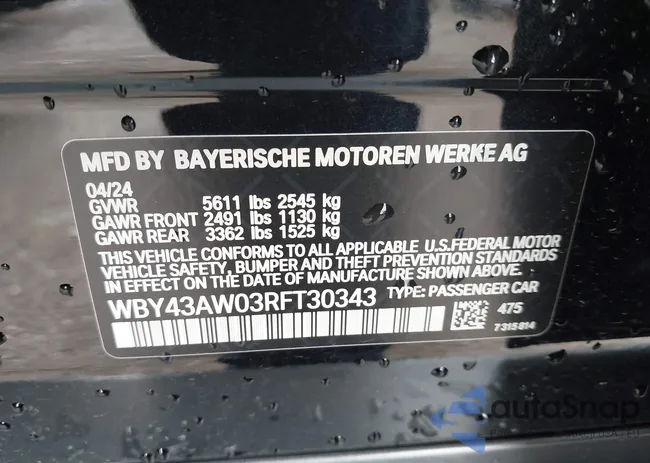 MFD BY BAYERISCHE MOTOREN WERKE AG
04/24
GVWR 5611 lbs 2545 kg
GAWR FRONT 2491 lbs 1130 kg
GAWR REAR 3362 lbs 1525 kg
THIS VEHICLE CONFORMS TO ALL APPLICABLE U.S.FEDERAL MOTOR
VEHICLE SAFETY, BUMPER AND THEFT PREVENTION STANDARDS
IN EFFECT ON THE DATE OF MANUFACTURE SHOWN ABOVE.
WBY43AW03RFT30343 TYPE: PASSENGER CAR
475
7315814
autoSnap